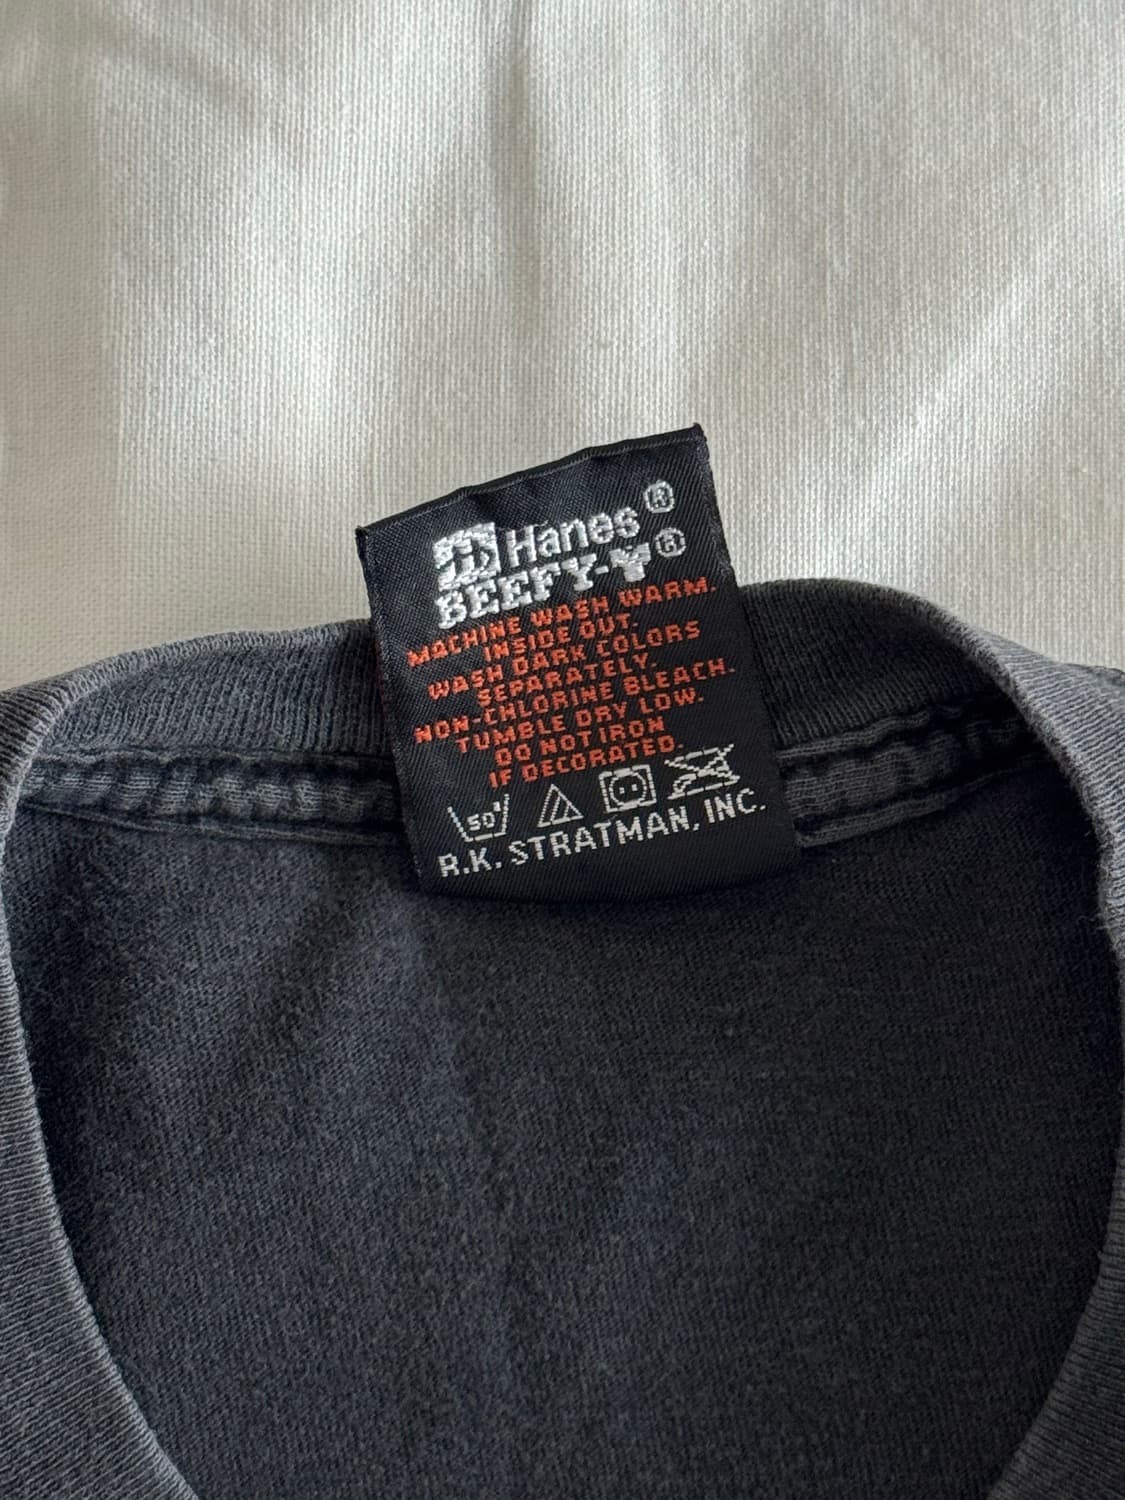 Hanes®
BEEFY-T®
MACHINE WASH WARM.
INSIDE OUT.
WASH DARK COLORS
SEPARATELY.
NON-CHLORINE BLEACH.
TUMBLE DRY LOW.
DO NOT IRON
IF DECORATED.
50°
R.K. STRATMAN, INC.